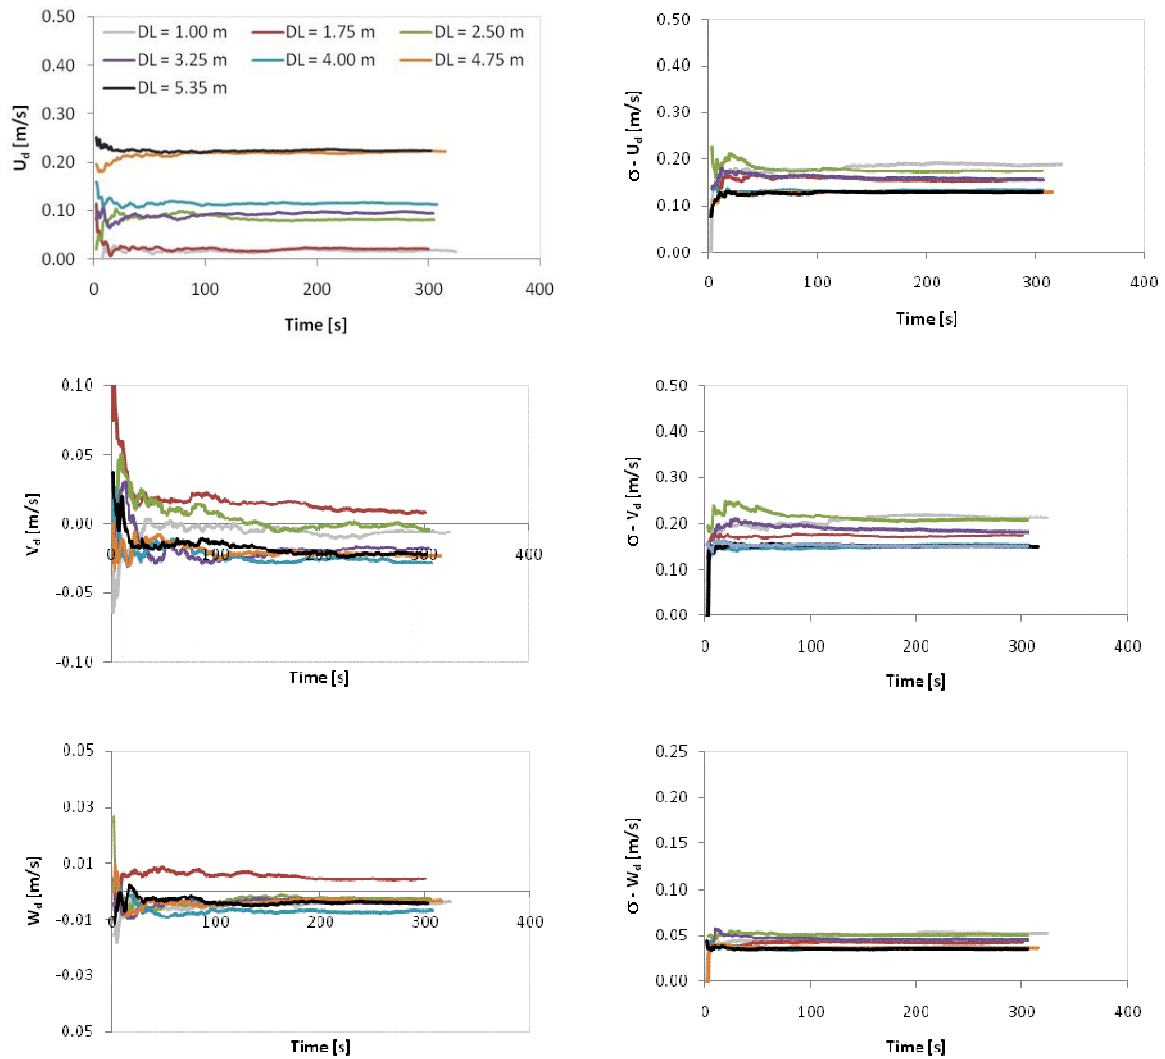 0.50
0.40
0.30
0.20
0.10
0.00
U_d [m/s]
DL = 1.00 m DL = 1.75 m DL = 2.50 m
DL = 3.25 m DL = 4.00 m DL = 4.75 m
DL = 5.35 m
0 100 200 300 400
Time [s]
0.50
0.40
0.30
0.20
0.10
0.00
σ - U_d [m/s]
0 100 200 300 400
Time [s]
0.10
0.05
0.00
-0.05
-0.10
V_d [m/s]
0 100 200 300 400
Time [s]
0.50
0.40
0.30
0.20
0.10
0.00
σ - V_d [m/s]
0 100 200 300 400
Time [s]
0.05
0.03
0.01
-0.01
-0.03
-0.05
W_d [m/s]
0 100 200 300 400
Time [s]
0.25
0.20
0.15
0.10
0.05
0.00
σ - W_d [m/s]
0 100 200 300 400
Time [s]